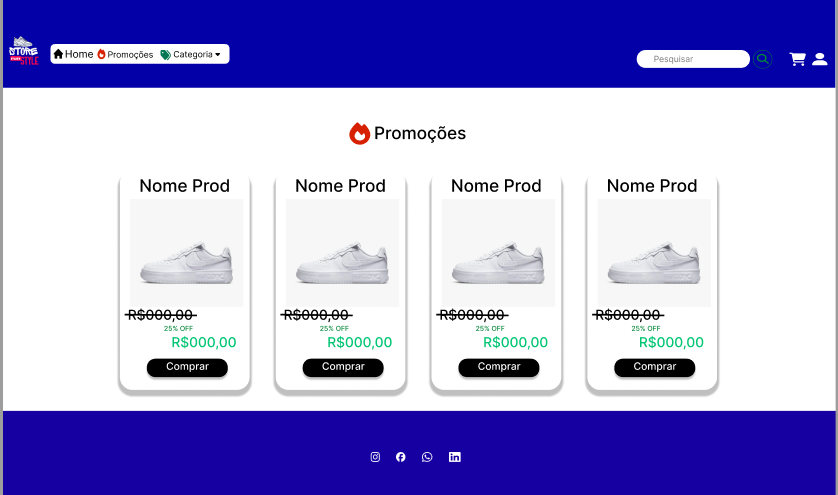 STORE
STYLE
Home Promoções Categoria
Pesquisar
Promoções
Nome Prod Nome Prod Nome Prod Nome Prod
R$000,00 R$000,00 R$000,00 R$000,00
25% OFF 25% OFF 25% OFF 25% OFF
R$000,00 R$000,00 R$000,00 R$000,00
Comprar Comprar Comprar Comprar